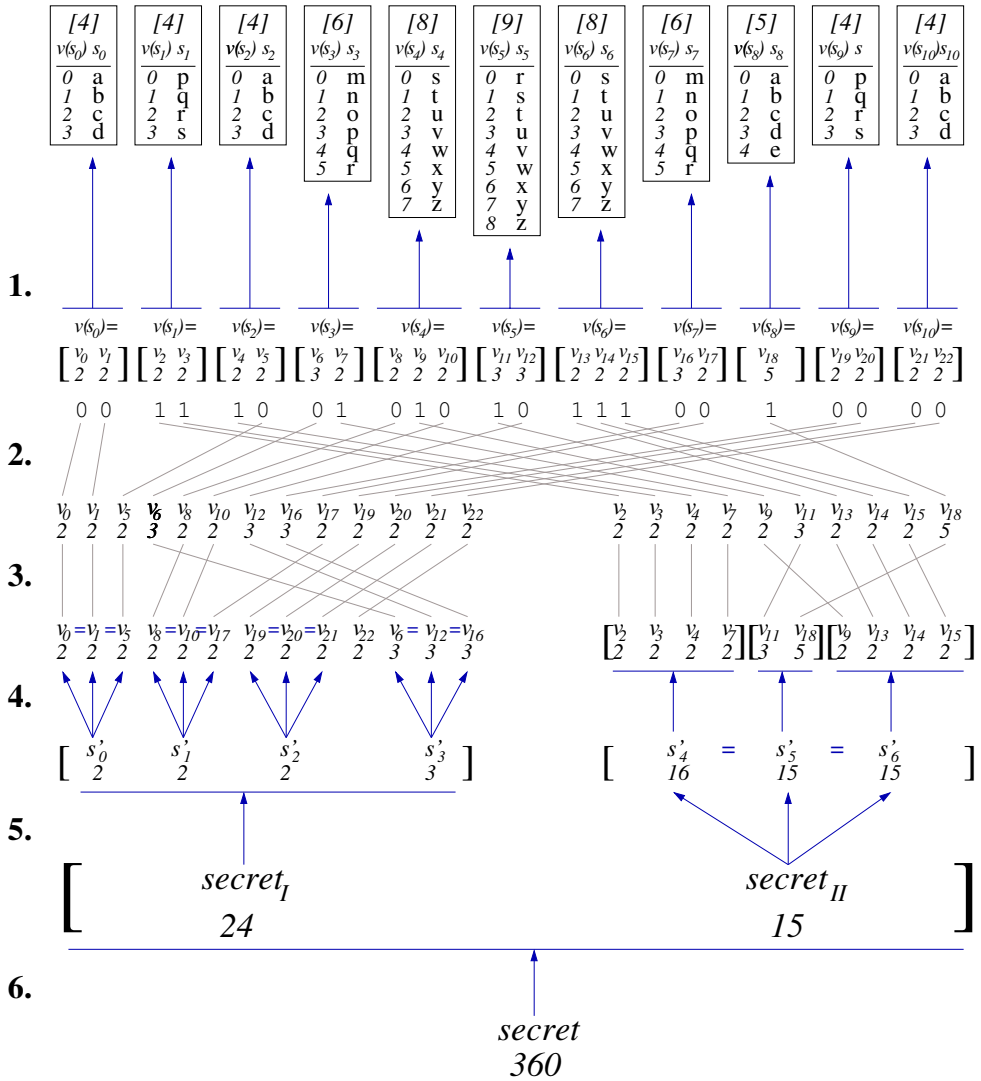 [4] [4] [4] [6] [8] [9] [8] [6] [5] [4] [4]
v(s0) s0 v(s1) s1 v(s2) s2 v(s3) s3 v(s4) s4 v(s5) s5 v(s6) s6 v(s7) s7 v(s8) s8 v(s9) s v(s10) s10
0 a 0 p 0 a 0 m 0 s 0 r 0 s 0 m 0 a 0 p 0 a
1 b 1 q 1 b 1 n 1 t 1 s 1 t 1 n 1 b 1 q 1 b
2 c 2 r 2 c 2 o 2 u 2 t 2 u 2 o 2 c 2 r 2 c
3 d 3 s 3 d 3 p 3 v 3 u 3 v 3 p 3 d 3 s 3 d
4 q 4 w 4 v 4 w 4 q 4 e
5 r 5 x 5 w 5 x 5 r
6 y 6 x 6 y
7 z 7 y 7 z
8 z
1.
v(s0)= v(s1)= v(s2)= v(s3)= v(s4)= v(s5)= v(s6)= v(s7)= v(s8)= v(s9)= v(s10)=
[v0 v1] [v2 v3] [v4 v5] [v6 v7] [v8 v9 v10] [v11 v12] [v13 v14 v15] [v16 v17] [v18] [v19 v20] [v21 v22]
2 2 2 2 2 2 3 2 2 2 2 3 3 2 2 2 3 2 5 2 2 2 2
0 0 1 1 1 0 0 1 0 1 0 1 0 1 1 1 0 0 1 0 0 0 0
2.
v0 v1 v5 v6 v8 v10 v12 v16 v17 v19 v20 v21 v22 v2 v3 v4 v7 v9 v11 v13 v14 v15 v18
2 2 2 3 2 2 3 3 2 2 2 2 2 2 2 2 2 2 3 2 2 2 5
3.
v0=v1=v5 v8=v10=v17 v19=v20=v21 v22 v6=v12=v16 [v2 v3 v4 v7] [v11 v18] [v9 v13 v14 v15]
2 2 2 2 2 2 2 2 2 2 3 3 3 2 2 2 2 3 5 2 2 2 2
4.
[ s'0 s'1 s'2 s'3 ] [ s'4 = s'5 = s'6 ]
2 2 2 3 16 15 15
5.
[ secretI secretII ]
24 15
6.
secret
360